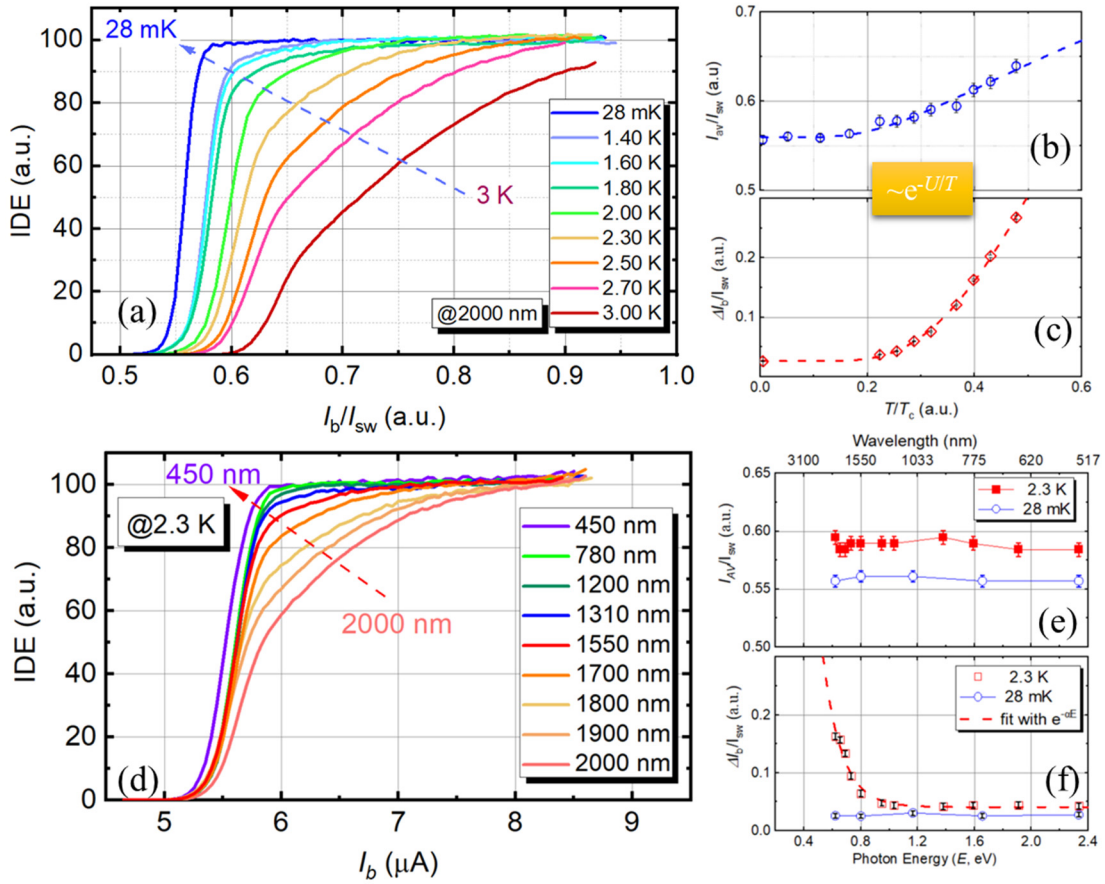 (a)
28 mK
3 K
@2000 nm
28 mK
1.40 K
1.60 K
1.80 K
2.00 K
2.30 K
2.50 K
2.70 K
3.00 K
IDE (a.u.)
100
80
60
40
20
0
0.5 0.6 0.7 0.8 0.9 1.0
Ib/Isw (a.u.)
(b)
Iav/Isw (a.u)
0.7
0.6
0.5
~e-U/T
(c)
ΔIb/Isw (a.u)
0.1
0.0 0.2 0.4 0.6
T/Tc (a.u.)
(d)
450 nm
@2.3 K
2000 nm
450 nm
780 nm
1200 nm
1310 nm
1550 nm
1700 nm
1800 nm
1900 nm
2000 nm
IDE (a.u.)
100
80
60
40
20
0
5 6 7 8 9
Ib (μA)
Wavelength (nm)
3100 1550 1033 775 620 517
(e)
2.3 K
28 mK
IAV/Isw (a.u.)
0.65
0.60
0.55
0.50
(f)
2.3 K
28 mK
fit with e-αE
ΔIb/Isw (a.u.)
0.2
0.1
0.0
0.4 0.8 1.2 1.6 2.0 2.4
Photon Energy (E, eV)